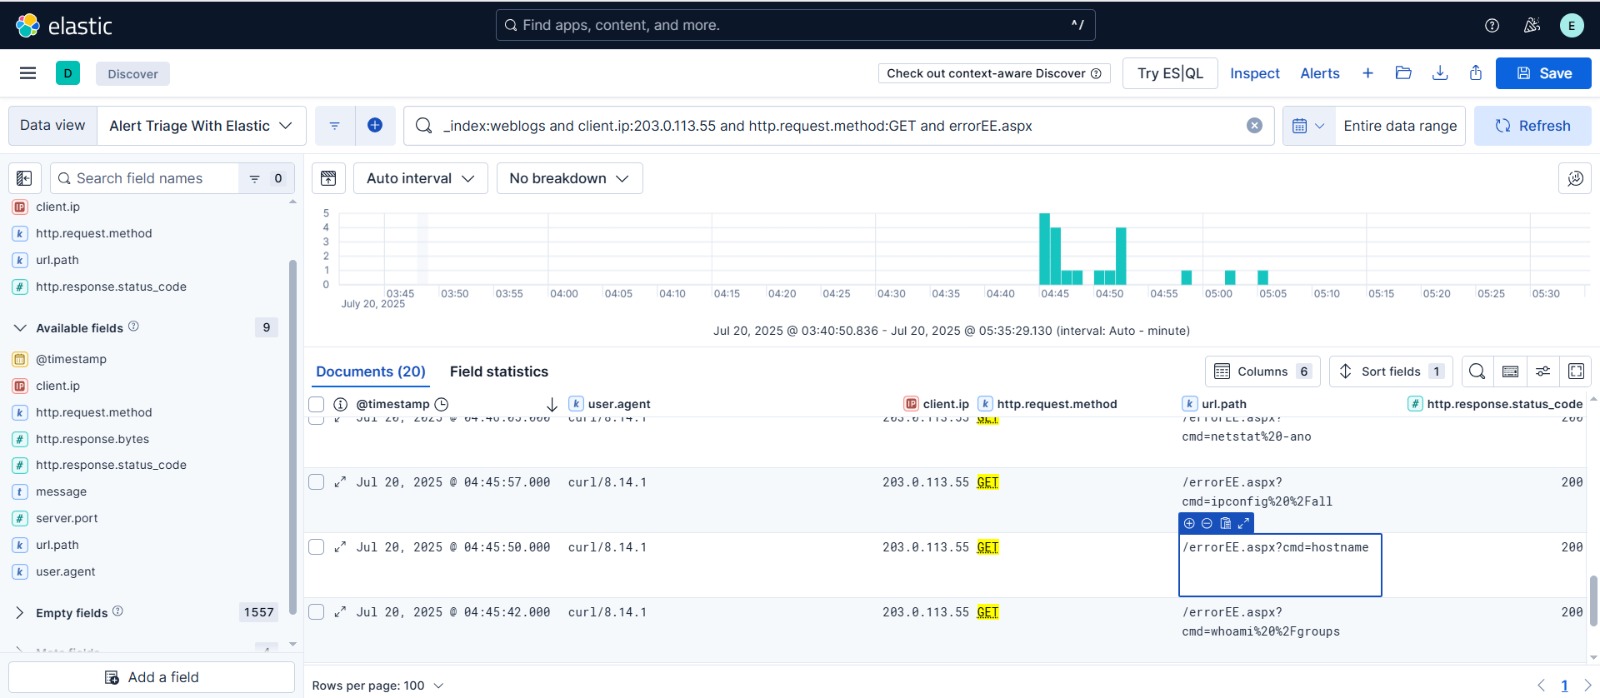 elastic
Find apps, content, and more.
^/
E
D
Discover
Check out context-aware Discover
Try ES|QL
Inspect
Alerts
Save
Data view
Alert Triage With Elastic
_index:weblogs and client.ip:203.0.113.55 and http.request.method:GET and errorEE.aspx
Entire data range
Refresh
Search field names
0
Auto interval
No breakdown
client.ip
http.request.method
url.path
http.response.status_code
Available fields
9
@timestamp
client.ip
http.request.method
http.response.bytes
http.response.status_code
message
server.port
url.path
user.agent
Empty fields
1557
Add a field
5
4
3
2
1
0
03:45 03:50 03:55 04:00 04:05 04:10 04:15 04:20 04:25 04:30 04:35 04:40 04:45 04:50 04:55 05:00 05:05 05:10 05:15 05:20 05:25 05:30
July 20, 2025
Jul 20, 2025 @ 03:40:50.836 - Jul 20, 2025 @ 05:35:29.130 (interval: Auto - minute)
Documents (20)
Field statistics
Columns 6
Sort fields 1
@timestamp user.agent client.ip http.request.method url.path http.response.status_code
curl/8.14.1 203.0.113.55 GET /errorEE.aspx? 200
cmd=netstat%20-ano
Jul 20, 2025 @ 04:45:57.000 curl/8.14.1 203.0.113.55 GET /errorEE.aspx? 200
cmd=ipconfig%20%2Fall
Jul 20, 2025 @ 04:45:50.000 curl/8.14.1 203.0.113.55 GET /errorEE.aspx?cmd=hostname 200
Jul 20, 2025 @ 04:45:42.000 curl/8.14.1 203.0.113.55 GET /errorEE.aspx? 200
cmd=whoami%20%2Fgroups
Rows per page: 100
1